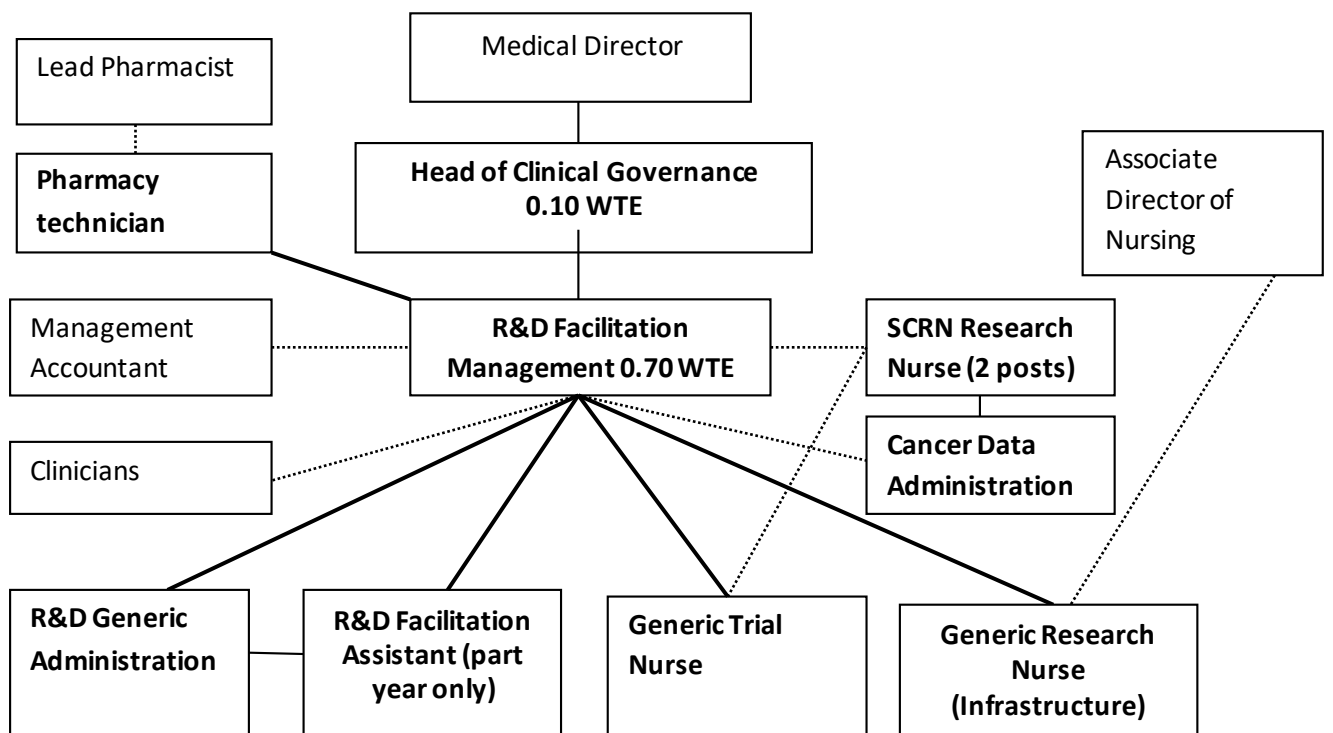 Medical Director
Lead Pharmacist
Head of Clinical Governance
0.10 WTE
Pharmacy
technician
Associate
Director of
Nursing
Management
Accountant
R&D Facilitation
Management 0.70 WTE
SCRN Research
Nurse (2 posts)
Clinicians
Cancer Data
Administration
R&D Generic
Administration
R&D Facilitation
Assistant (part
year only)
Generic Trial
Nurse
Generic Research
Nurse
(Infrastructure)